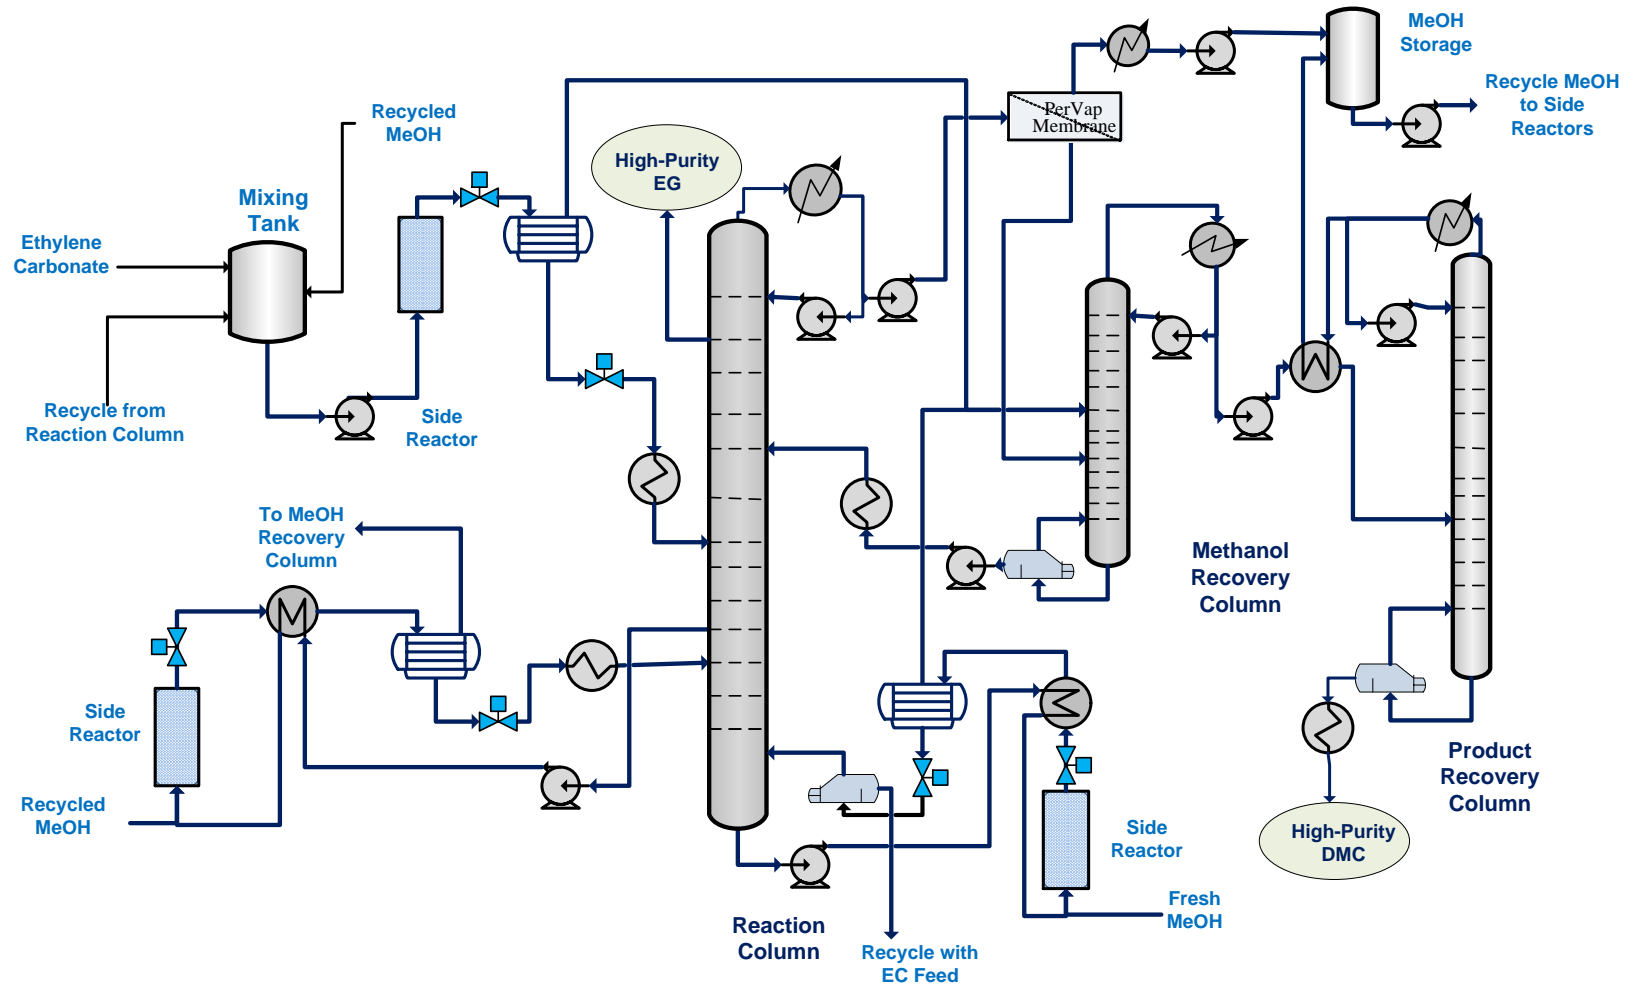 MeOH
Storage
Recycle MeOH
to Side
Reactors
Recycled
MeOH
PerVap
Membrane
High-Purity
EG
Mixing
Tank
Ethylene
Carbonate
Recycle from
Reaction Column
Side
Reactor
To MeOH
Recovery
Column
Methanol
Recovery
Column
Side
Reactor
Recycled
MeOH
Product
Recovery
Column
High-Purity
DMC
Side
Reactor
Fresh
MeOH
Reaction
Column
Recycle with
EC Feed